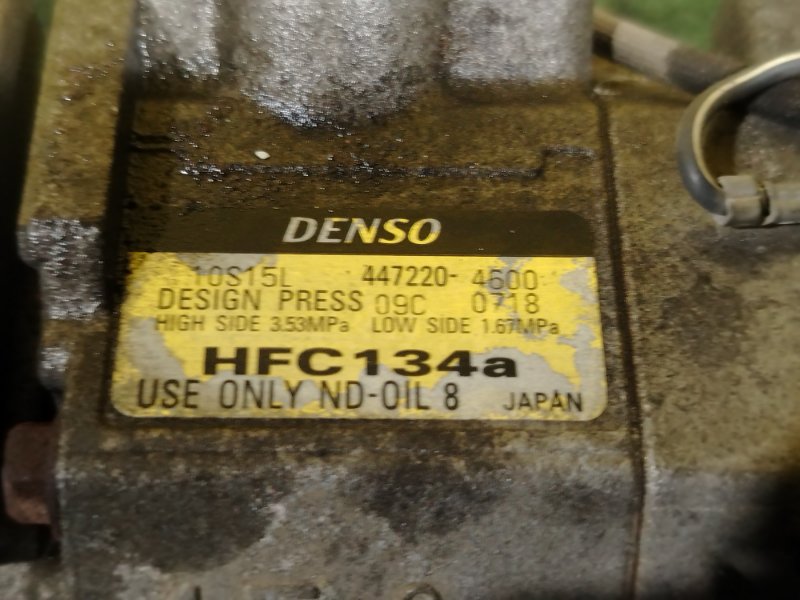 DENSO
10S15L 447220-4600
DESIGN PRESS 09C 0718
HIGH SIDE 3.53MPa LOW SIDE 1.67MPa
HFC134a
USE ONLY ND-OIL 8 JAPAN